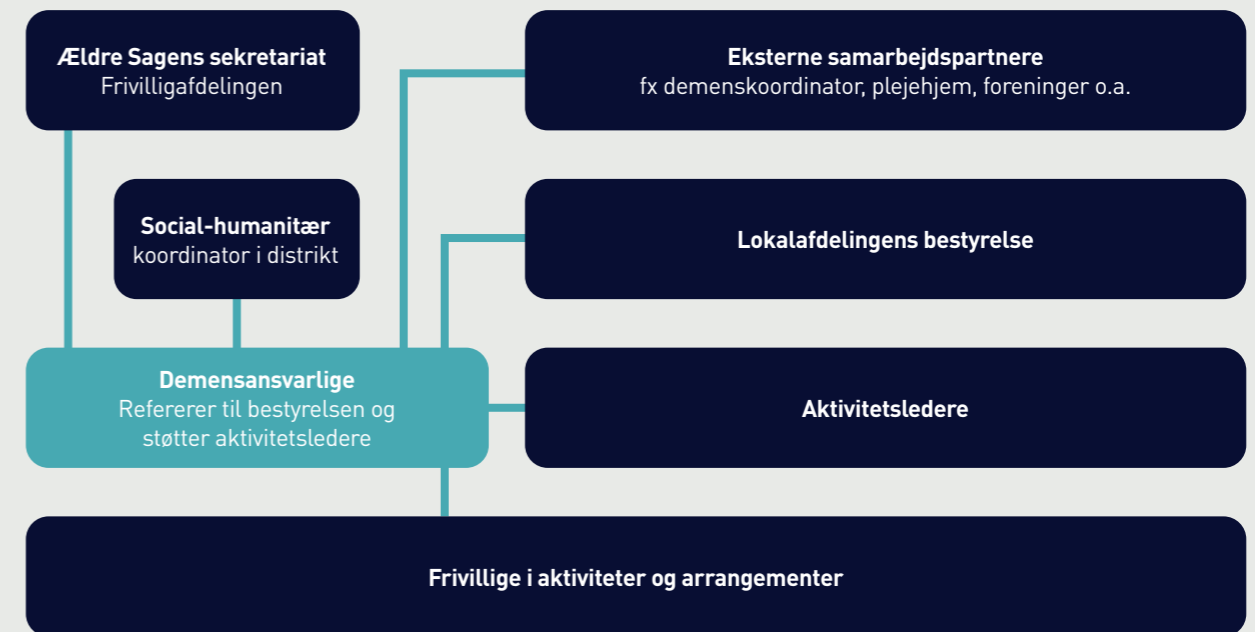 Ældre Sagens sekretariat
Frivilligafdelingen
Eksterne samarbejdspartnere
fx demenskoordinator, plejehjem, foreninger o.a.
Social-humanitær
koordinator i distrikt
Lokalafdelingens bestyrelse
Demensansvarlige
Refererer til bestyrelsen og
støtter aktivitetsledere
Aktivitetsledere
Frivillige i aktiviteter og arrangementer